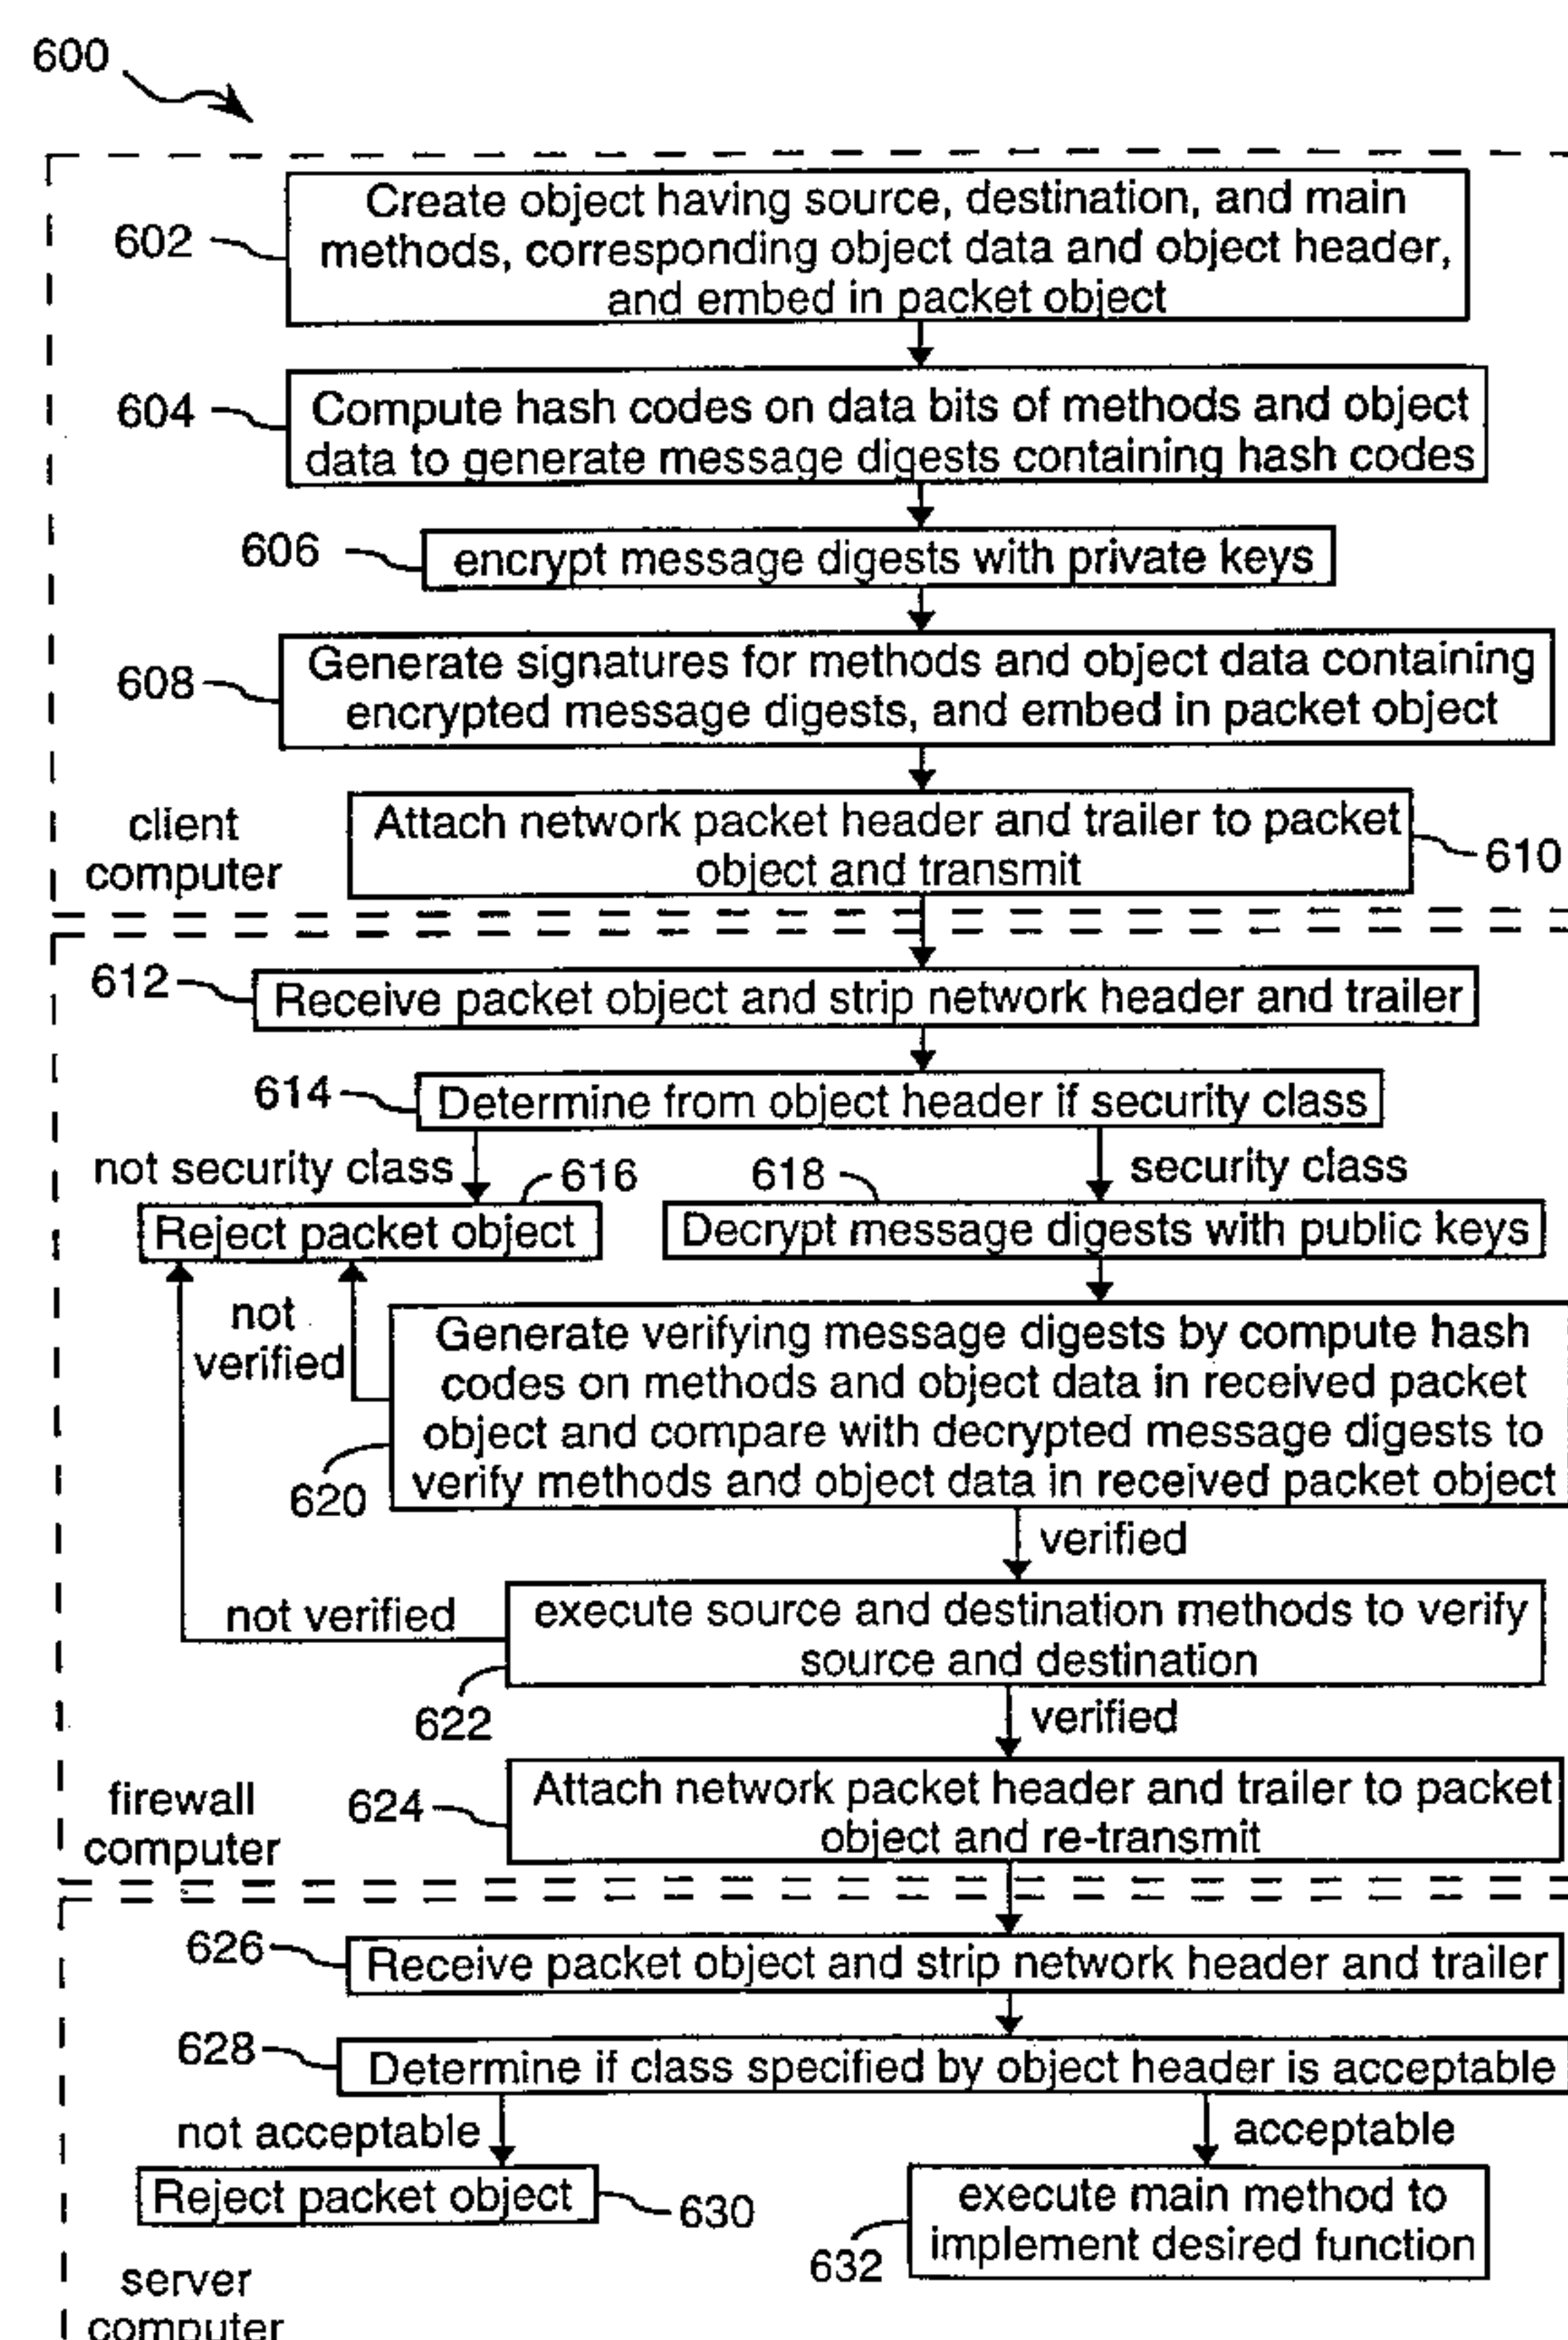 600
602
Create object having source, destination, and main
methods, corresponding object data and object header,
and embed in packet object
604
Compute hash codes on data bits of methods and object
data to generate message digests containing hash codes
606
encrypt message digests with private keys
608
Generate signatures for methods and object data containing
encrypted message digests, and embed in packet object
client
computer
Attach network packet header and trailer to packet
object and transmit
610
612
Receive packet object and strip network header and trailer
614
Determine from object header if security class
not security class
616
618
security class
Reject packet object
Decrypt message digests with public keys
not
verified
Generate verifying message digests by compute hash
codes on methods and object data in received packet
object and compare with decrypted message digests to
verify methods and object data in received packet object
620
verified
not verified
execute source and destination methods to verify
source and destination
622
verified
firewall
computer
624
Attach network packet header and trailer to packet
object and re-transmit
626
Receive packet object and strip network header and trailer
628
Determine if class specified by object header is acceptable
not acceptable
acceptable
Reject packet object
630
execute main method to
implement desired function
632
server
computer